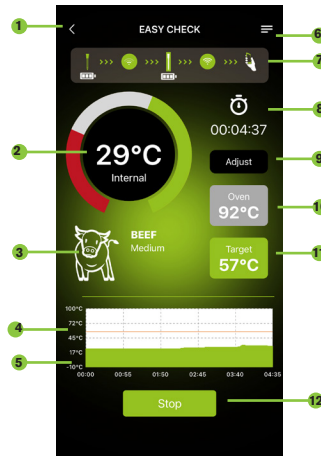 1
EASY CHECK
6
>>> >>> >>> >>>
7
8
00:04:37
2
29°C
Internal
Adjust
9
Oven
92°C
3
BEEF
Medium
Target
57°C
11
100°C
72°C
4
45°C
17°C
5
-10°C
00:00 00:55 01:50 02:45 03:40 04:35
Stop
12